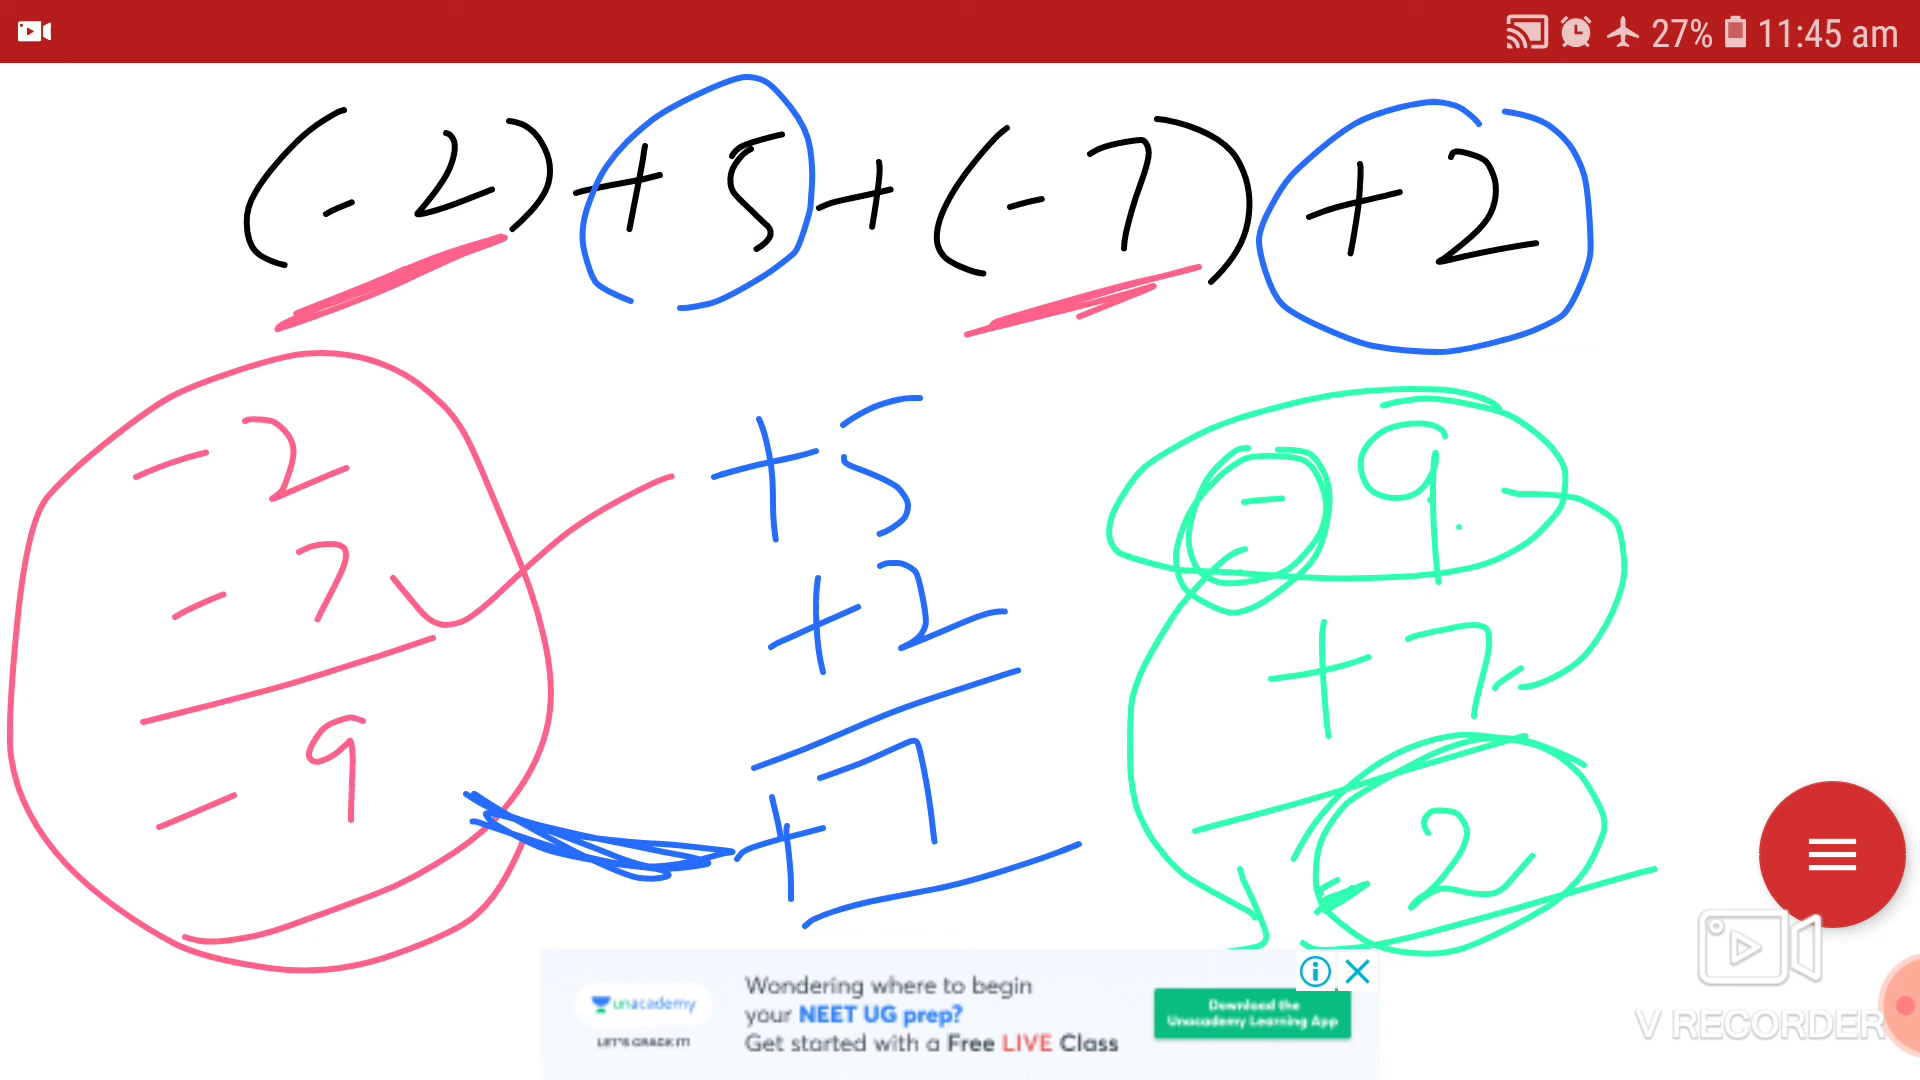 27% 11:45 am
(-2)+5+(-7)+2
-2
-7
-9
+5
+2
+7
-9
+7
-2
unacademy
LET'S CRACK IT!
Wondering where to begin
your NEET UG prep?
Get started with a Free LIVE Class
Download the
Unacademy Learning App
V RECORDER